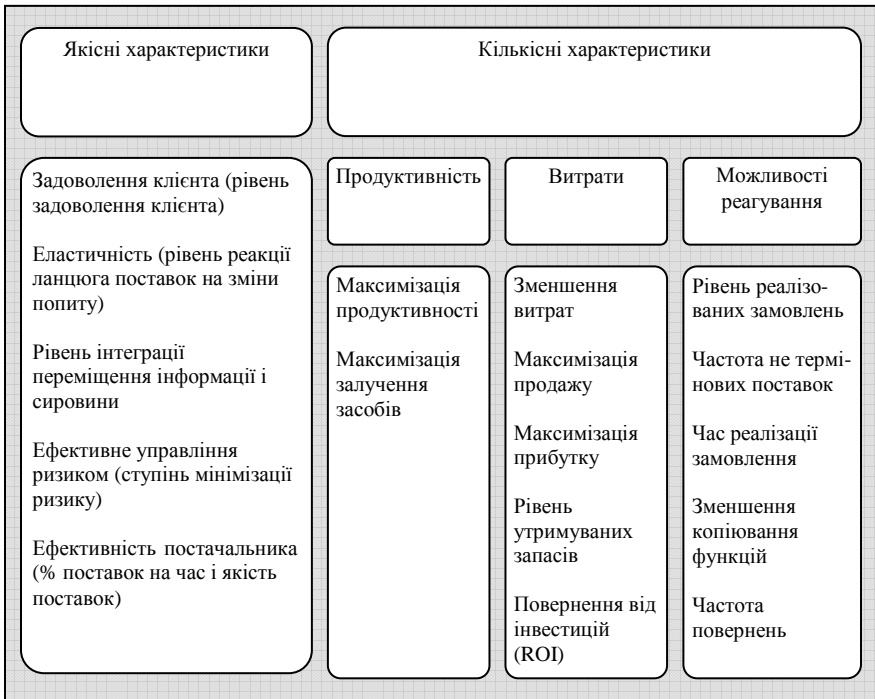 Якісні характеристики
Кількісні характеристики
Задоволення клієнта (рівень
задоволення клієнта)
Еластичність (рівень реакції
ланцюга поставок на зміни
попиту)
Рівень інтеграції
переміщення інформації і
сировини
Ефективне управління
ризиком (ступінь мінімізації
ризику)
Ефективність постачальника
(% поставок на час і якість
поставок)
Продуктивність
Максимізація
продуктивності
Максимізація
залучення
засобів
Витрати
Зменшення
витрат
Максимізація
продажу
Максимізація
прибутку
Рівень
утримуваних
запасів
Повернення від
інвестицій
(ROI)
Можливості
реагування
Рівень реалізо-
ваних замовлень
Частота не термі-
нових поставок
Час реалізації
замовлення
Зменшення
копіювання
функцій
Частота
повернень